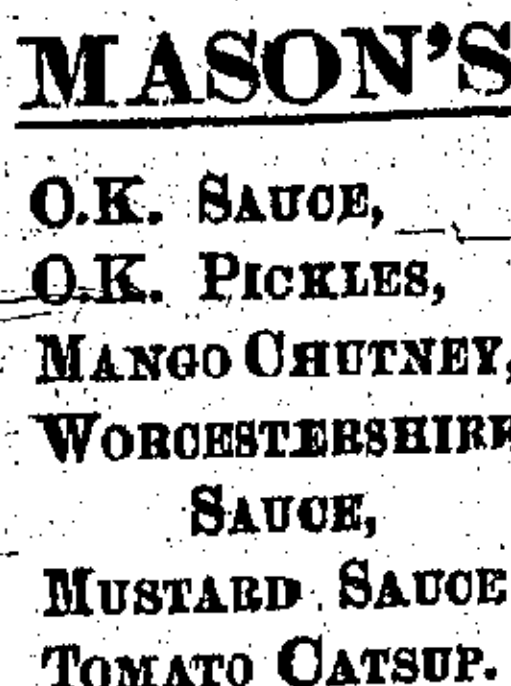 MASON'S
O.K. SAUCE,
O.K. PICKLES,
MANGO CHUTNEY,
WORCESTERSHIRE
SAUCE,
MUSTARD SAUCE
TOMATO CATSUP.